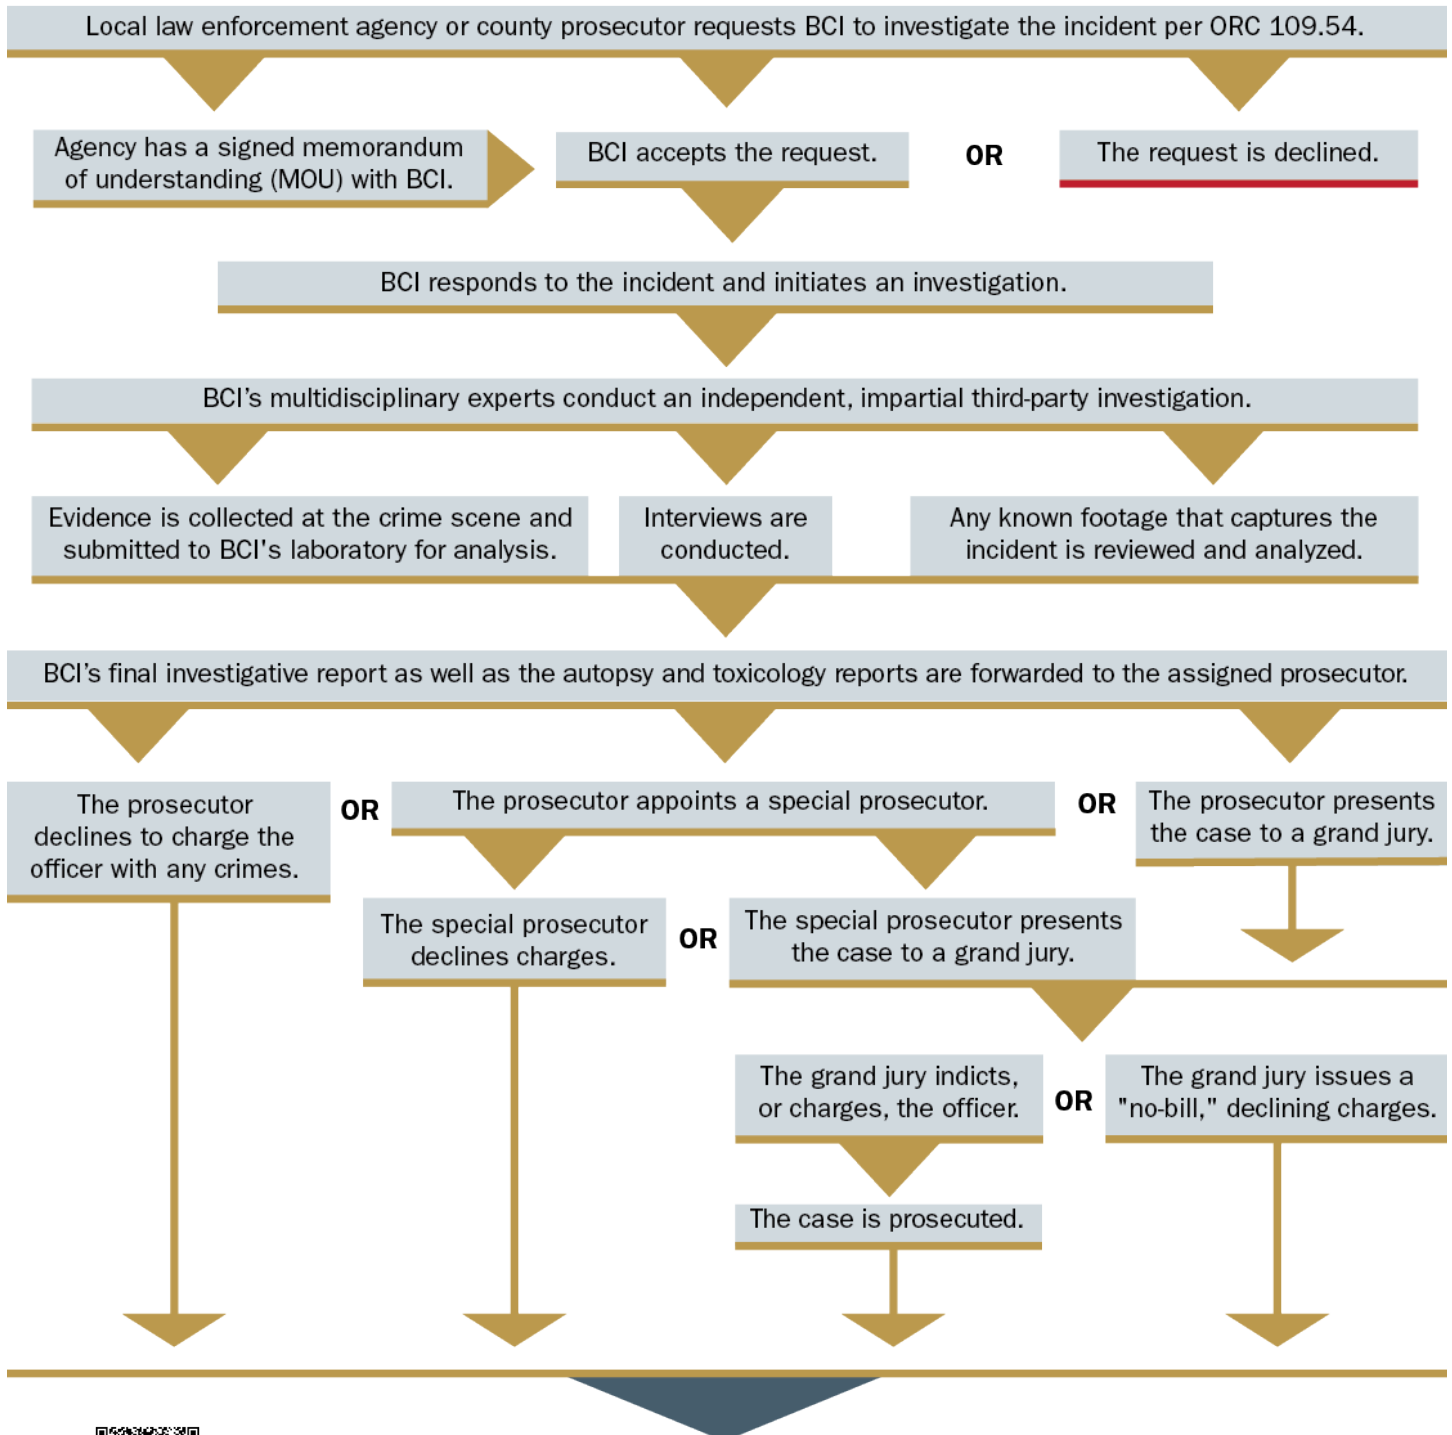 Local law enforcement agency or county prosecutor requests BCI to investigate the incident per ORC 109.54.
Agency has a signed memorandum
of understanding (MOU) with BCI.
BCI accepts the request.
OR
The request is declined.
BCI responds to the incident and initiates an investigation.
BCI’s multidisciplinary experts conduct an independent, impartial third-party investigation.
Evidence is collected at the crime scene and
submitted to BCI's laboratory for analysis.
Interviews are
conducted.
Any known footage that captures the
incident is reviewed and analyzed.
BCI’s final investigative report as well as the autopsy and toxicology reports are forwarded to the assigned prosecutor.
The prosecutor
declines to charge the
officer with any crimes.
OR
The prosecutor appoints a special prosecutor.
OR
The prosecutor presents
the case to a grand jury.
The special prosecutor
declines charges.
OR
The special prosecutor presents
the case to a grand jury.
The grand jury indicts,
or charges, the officer.
OR
The grand jury issues a
"no-bill," declining charges.
The case is prosecuted.